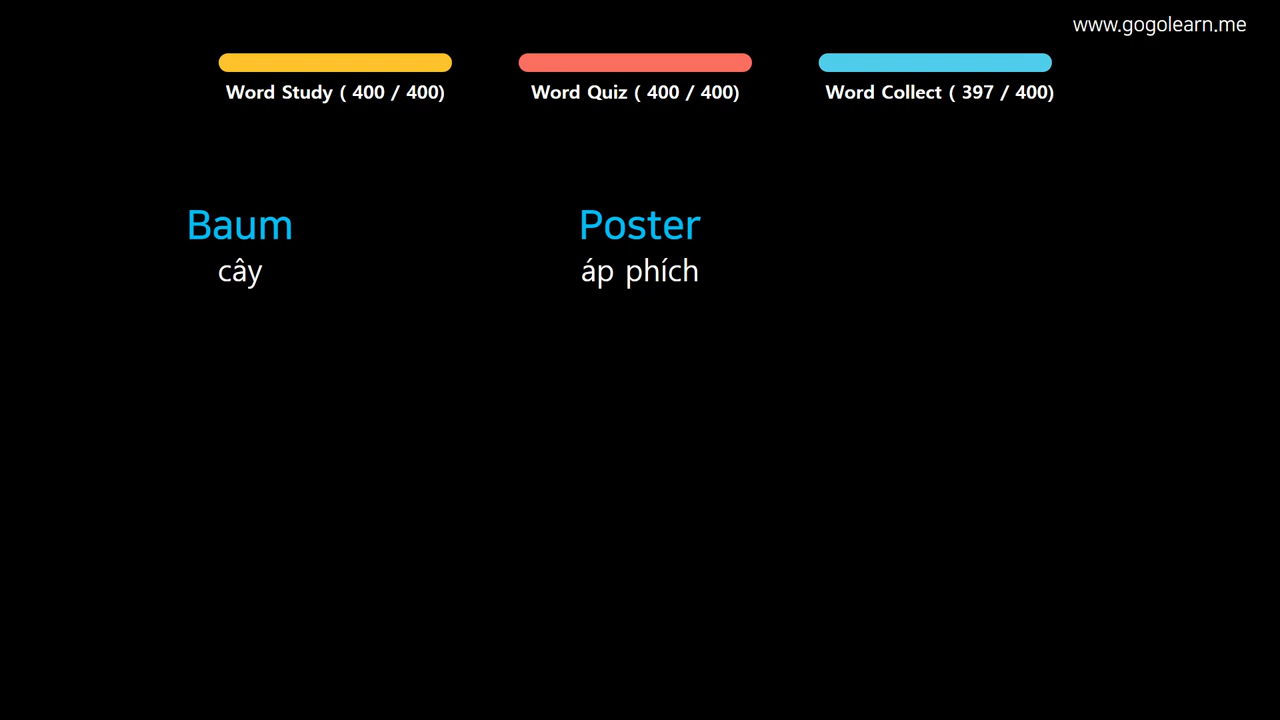 www.gogolearn.me
Word Study ( 400 / 400)
Word Quiz ( 400 / 400)
Word Collect ( 397 / 400)
Baum
cây
Poster
áp phích